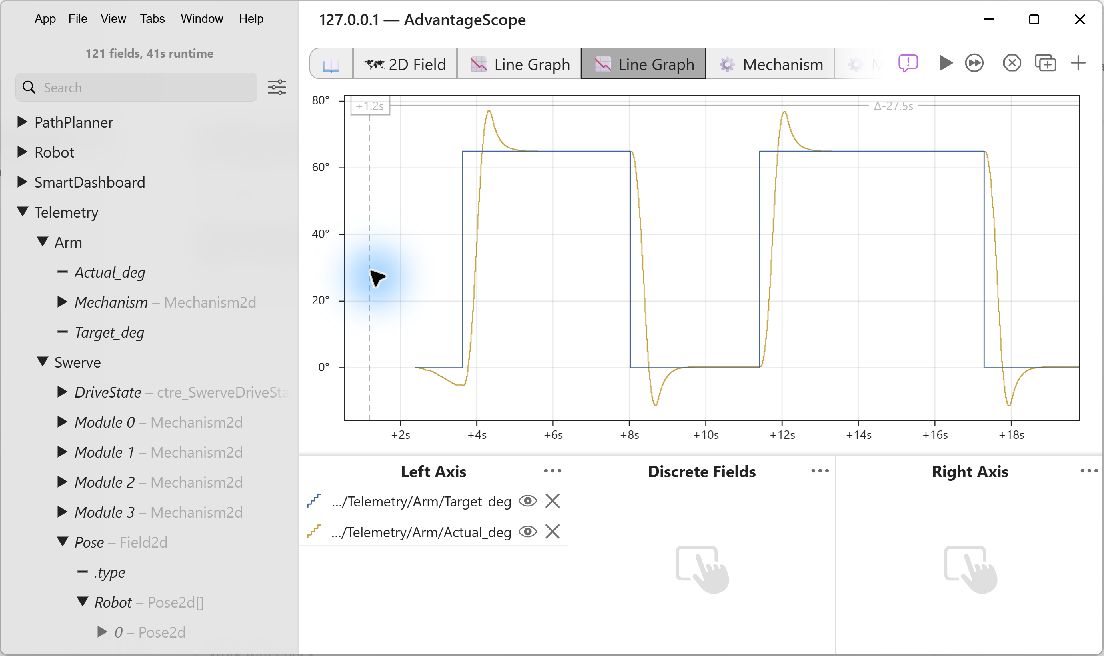 App File View Tabs Window Help
127.0.0.1 — AdvantageScope
121 fields, 41s runtime
Search
2D Field Line Graph Line Graph Mechanism M
PathPlanner
Robot
SmartDashboard
Telemetry
Arm
Actual_deg
Mechanism – Mechanism2d
Target_deg
Swerve
DriveState – ctre_SwerveDriveSta
Module 0 – Mechanism2d
Module 1 – Mechanism2d
Module 2 – Mechanism2d
Module 3 – Mechanism2d
Pose – Field2d
.type
Robot – Pose2d[]
0 – Pose2d
+1.2s
Δ-27.5s
80°
60°
40°
20°
0°
+2s +4s +6s +8s +10s +12s +14s +16s +18s
Left Axis ••• Discrete Fields ••• Right Axis •••
.../Telemetry/Arm/Target_deg
.../Telemetry/Arm/Actual_deg